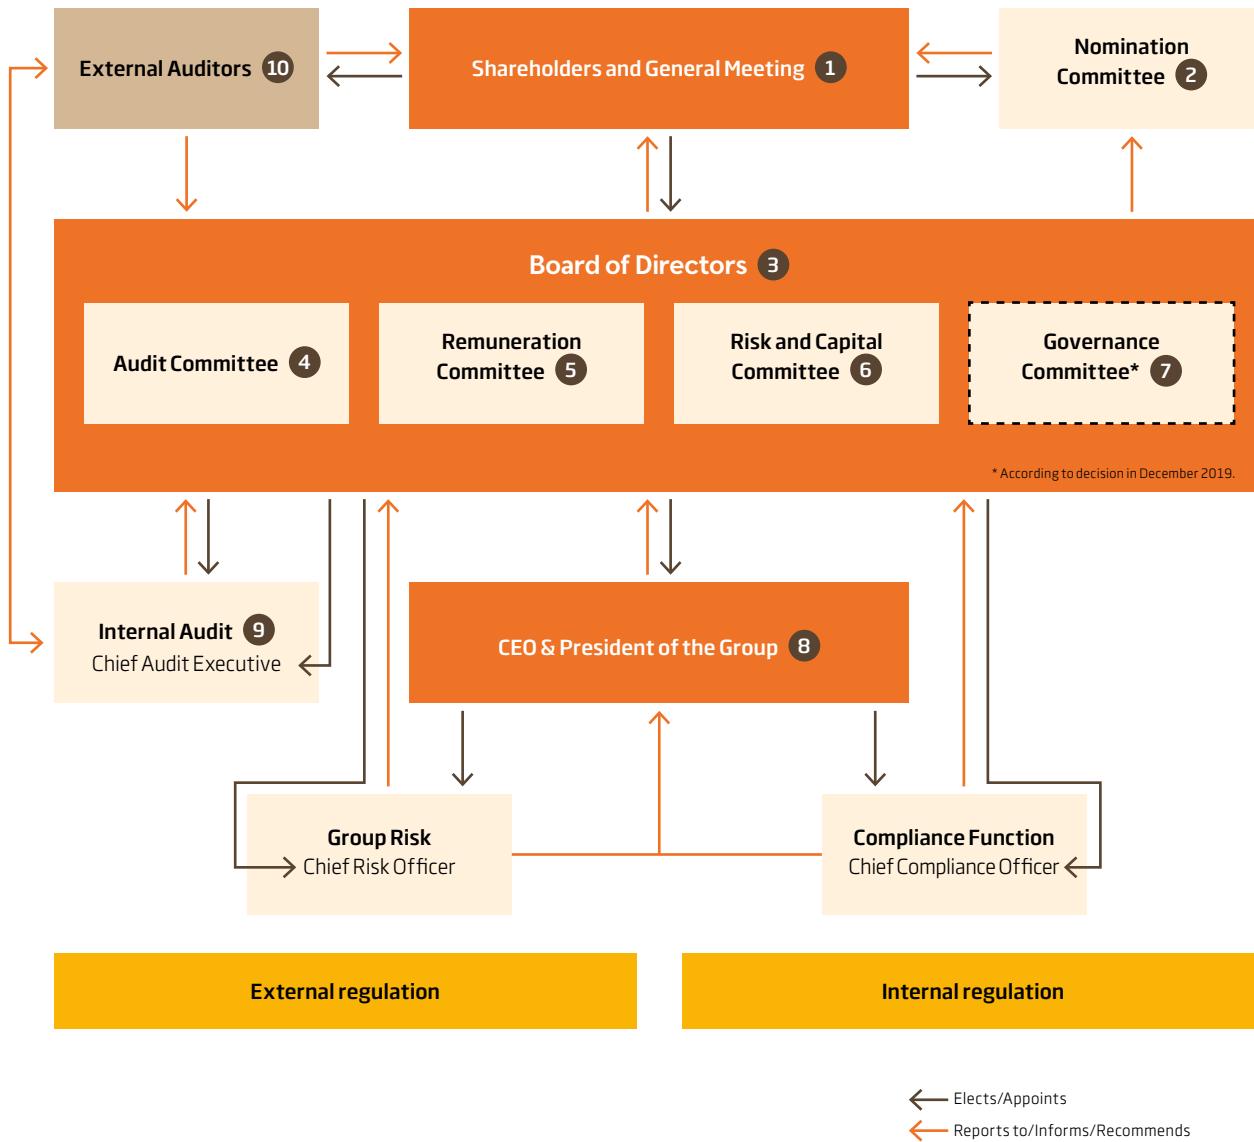 External Auditors 10
Shareholders and General Meeting 1
Nomination
Committee 2
Board of Directors 3
Audit Committee 4
Remuneration
Committee 5
Risk and Capital
Committee 6
Governance
Committee* 7
* According to decision in December 2019.
Internal Audit 9
Chief Audit Executive
CEO & President of the Group 8
Group Risk
Chief Risk Officer
Compliance Function
Chief Compliance Officer
External regulation
Internal regulation
Elects/Appoints
Reports to/Informs/Recommends